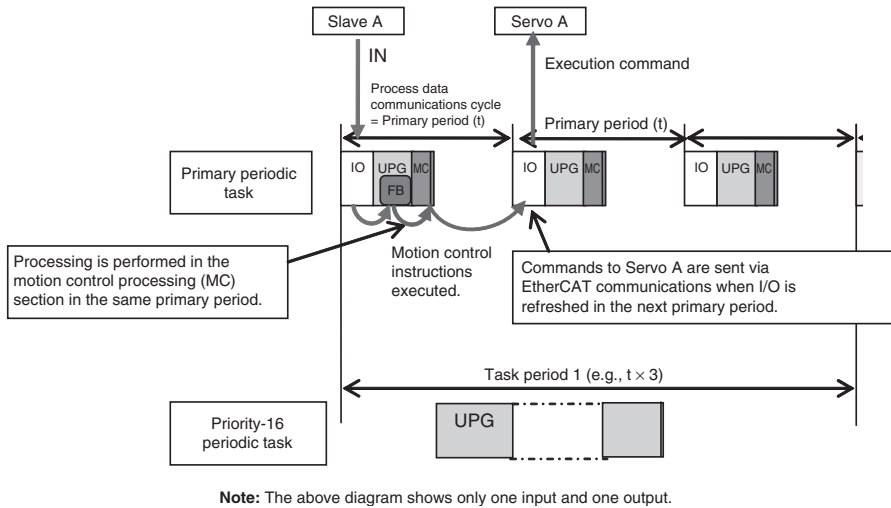 Slave A
Servo A
IN
Execution command
Process data
communications cycle
= Primary period (t)
Primary period (t)
Primary periodic
task
IO
UPG
MC
FB
IO
UPG
MC
IO
UPG
MC
Processing is performed in the
motion control processing (MC)
section in the same primary period.
Motion control
instructions
executed.
Commands to Servo A are sent via
EtherCAT communications when I/O is
refreshed in the next primary period.
Task period 1 (e.g., t × 3)
Priority-16
periodic task
UPG
Note: The above diagram shows only one input and one output.